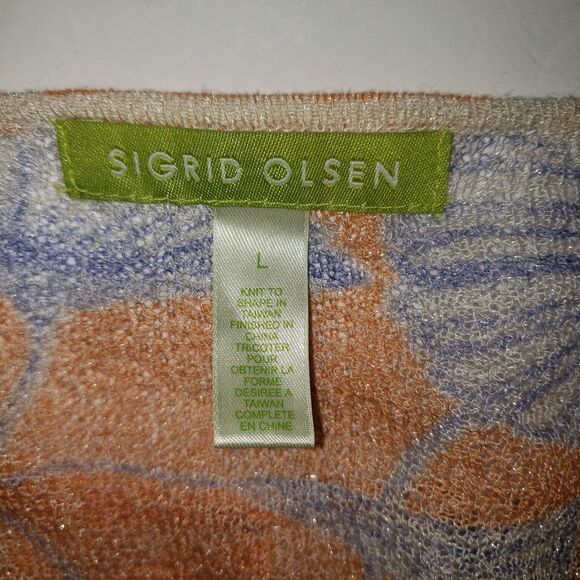 SIGRID OLSEN
L
KNIT TO
SHAPE IN
TAIWAN
FINISHED IN
CHINA
TRICOTER
POUR
OBTENIR LA
FORME
DESIREE A
TAIWAN
COMPLETE
EN CHINE